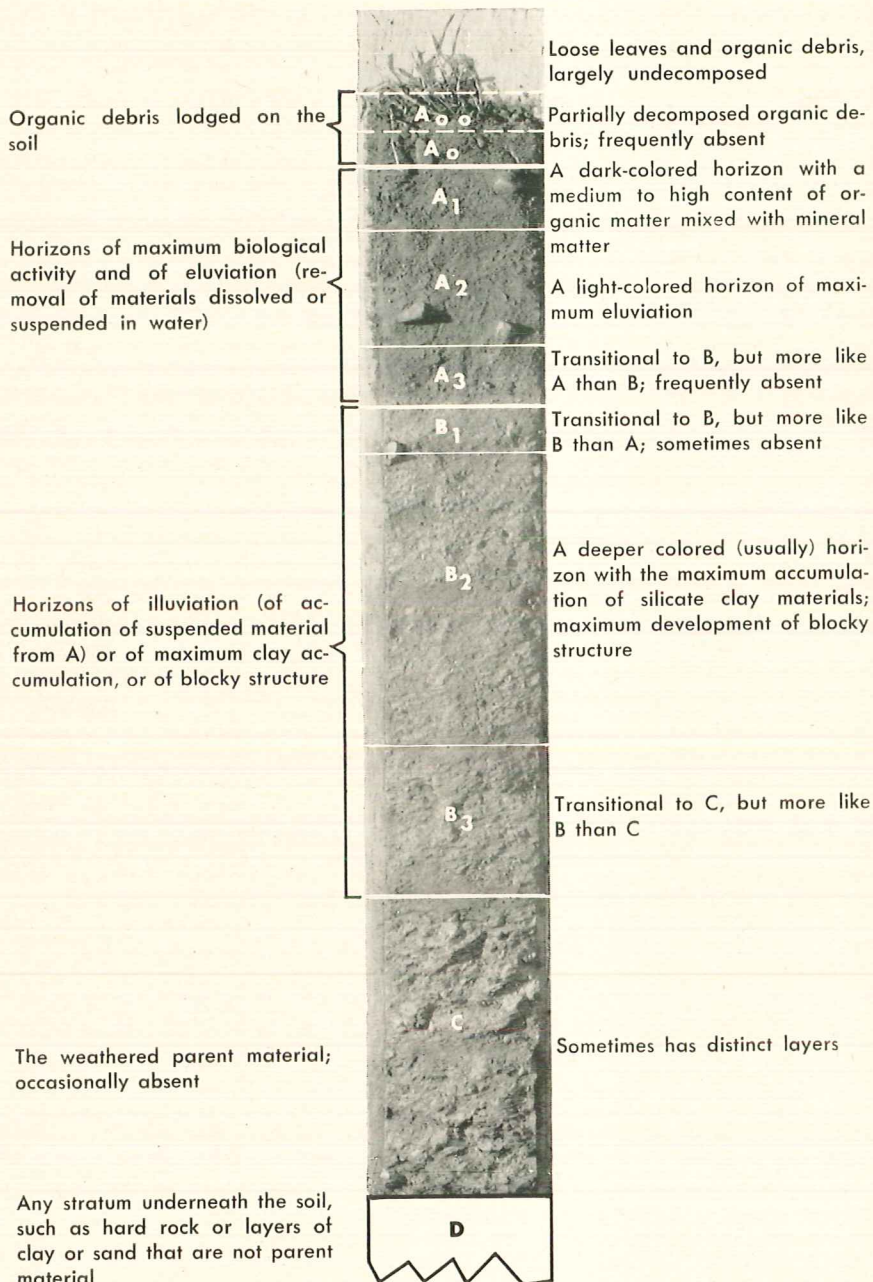 Loose leaves and organic debris,
largely undecomposed
Organic debris lodged on the
soil
Aoo
Ao
Partially decomposed organic de-
bris; frequently absent
A1
A dark-colored horizon with a
medium to high content of or-
ganic matter mixed with mineral
matter
Horizons of maximum biological
activity and of eluviation (re-
moval of materials dissolved or
suspended in water)
A2
A light-colored horizon of maxi-
mum eluviation
A3
Transitional to B, but more like
A than B; frequently absent
B1
Transitional to B, but more like
B than A; sometimes absent
Horizons of illuviation (of ac-
cumulation of suspended material
from A) or of maximum clay ac-
cumulation, or of blocky structure
B2
A deeper colored (usually) hori-
zon with the maximum accumula-
tion of silicate clay materials;
maximum development of blocky
structure
B3
Transitional to C, but more like
B than C
The weathered parent material;
occasionally absent
C
Sometimes has distinct layers
Any stratum underneath the soil,
such as hard rock or layers of
clay or sand that are not parent
material
D